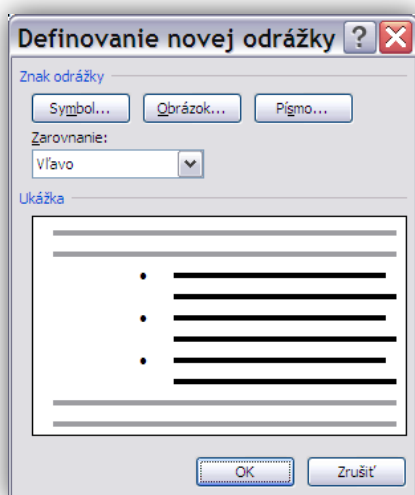 Definovanie novej odrážky
Znak odrážky
Symbol... Obrázok... Písmo...
Zarovnanie:
Vľavo
Ukážka
OK Zrušiť